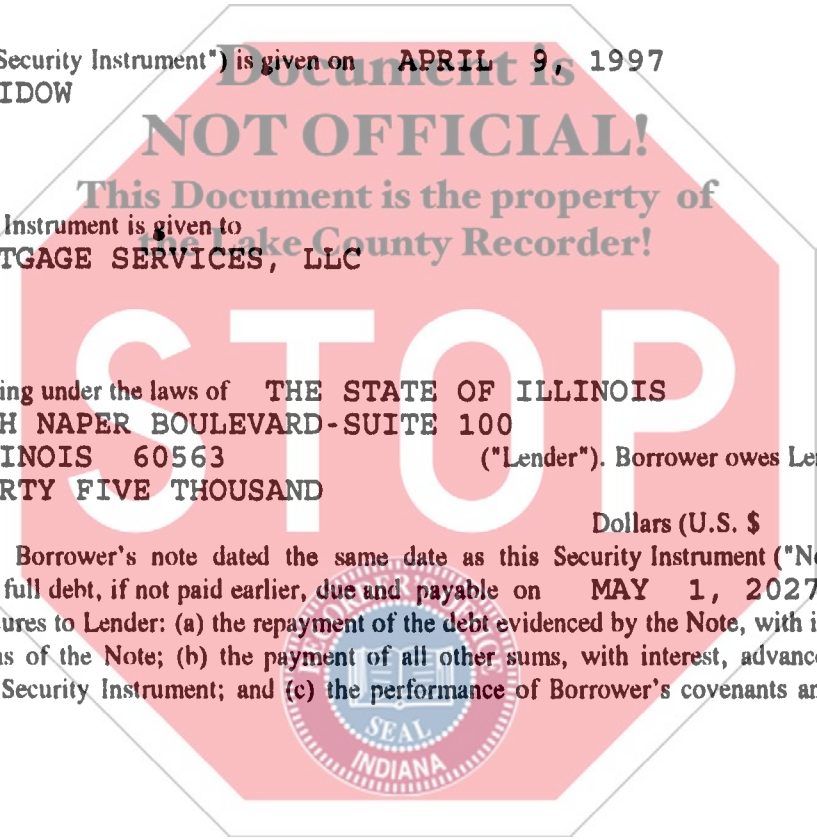 Security Instrument") is given on APRIL 9, 1997
IDOW
Document is
NOT OFFICIAL!
This Document is the property of
the Lake County Recorder!
Instrument is given to
TGAGE SERVICES, LLC
STOP
ing under the laws of THE STATE OF ILLINOIS
H NAPER BOULEVARD-SUITE 100
INOIS 60563 ("Lender"). Borrower owes Le
RTY FIVE THOUSAND
Dollars (U.S. $
Borrower's note dated the same date as this Security Instrument ("N
full debt, if not paid earlier, due and payable on MAY 1, 2027
ures to Lender: (a) the repayment of the debt evidenced by the Note, with i
s of the Note; (b) the payment of all other sums, with interest, advanc
Security Instrument; and (c) the performance of Borrower's covenants a
RECORDER'S OFFICE
SEAL
INDIANA